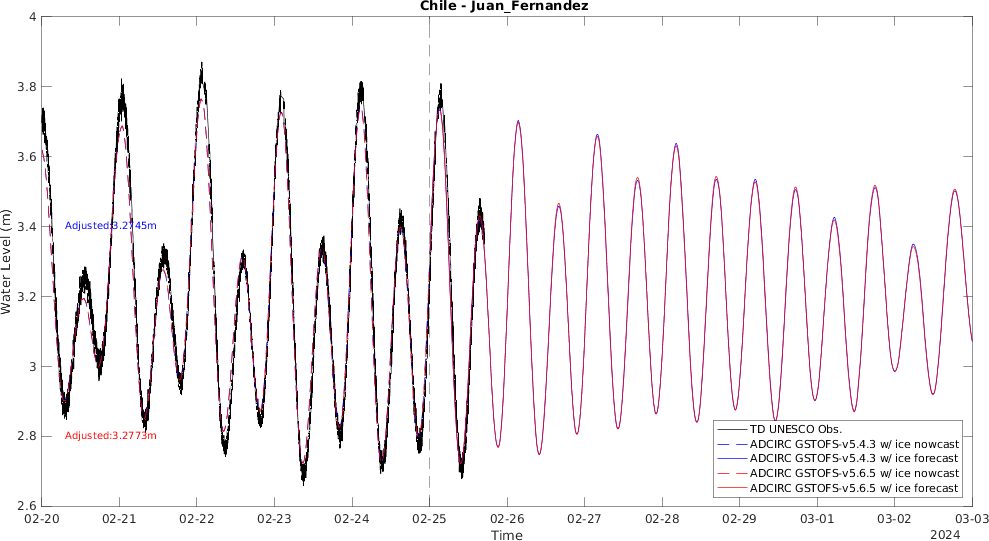 Chile - Juan_Fernandez
4
3.8
3.6
3.4
3.2
3
2.8
2.6
Water Level (m)
Adjusted:3.2745m
Adjusted:3.2773m
TD UNESCO Obs.
ADCIRC GSTOFS-v5.4.3 w/ ice nowcast
ADCIRC GSTOFS-v5.4.3 w/ ice forecast
ADCIRC GSTOFS-v5.6.5 w/ ice nowcast
ADCIRC GSTOFS-v5.6.5 w/ ice forecast
02-20 02-21 02-22 02-23 02-24 02-25 02-26 02-27 02-28 02-29 03-01 03-02 03-03
Time
2024